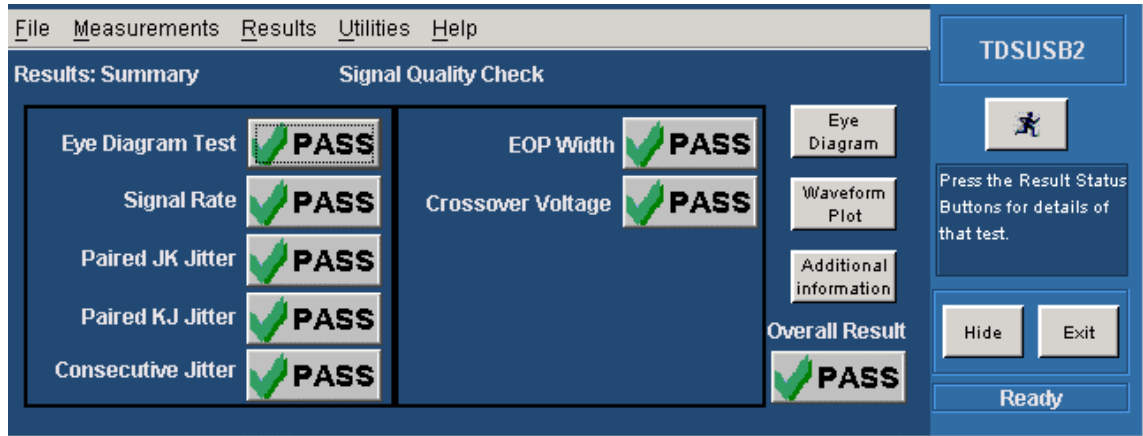 File Measurements Results Utilities Help
Results: Summary Signal Quality Check
Eye Diagram Test PASS
Signal Rate PASS
Paired JK Jitter PASS
Paired KJ Jitter PASS
Consecutive Jitter PASS
EOP Width PASS
Crossover Voltage PASS
Eye
Diagram
Waveform
Plot
Additional
information
Overall Result
PASS
TDSUSB2
Press the Result Status
Buttons for details of
that test.
Hide Exit
Ready